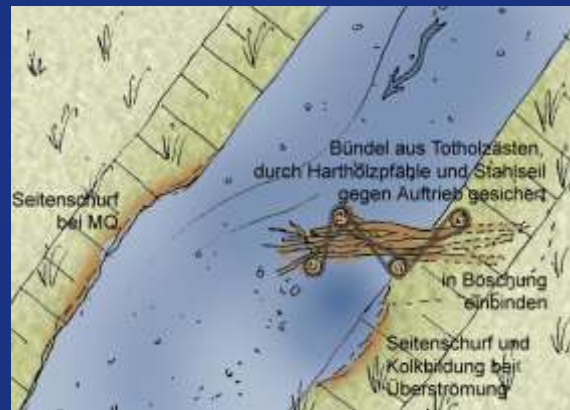 Bündel aus Totholzästen,
durch Hartholzpfähle und Stahlseil
gegen Auftrieb gesichert
Seitenschurf
bei MQ
in Böschung
einbinden
Seitenschurf und
Kolkbildung bei
Überströmung